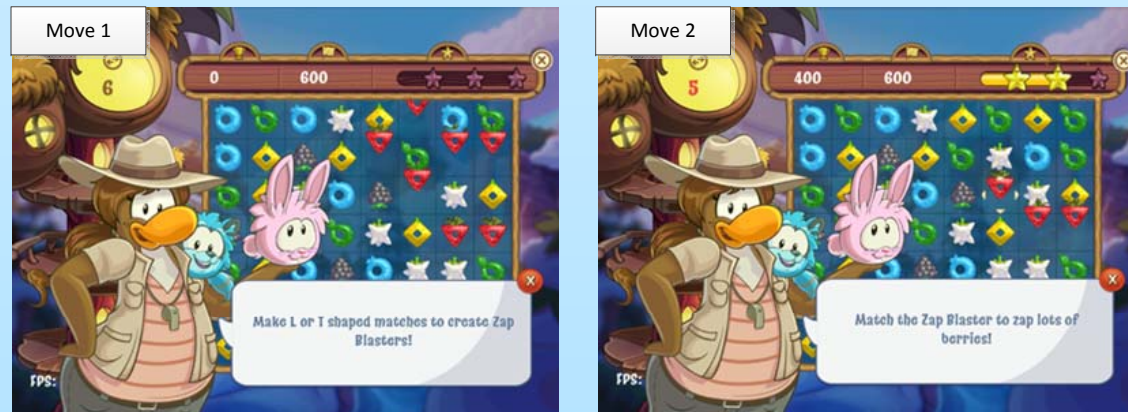 Move 1
6
0 600
Make L or T shaped matches to create Zap
Blasters!
FPS:
Move 2
5
400 600
Match the Zap Blaster to zap lots of
berries!
FPS: